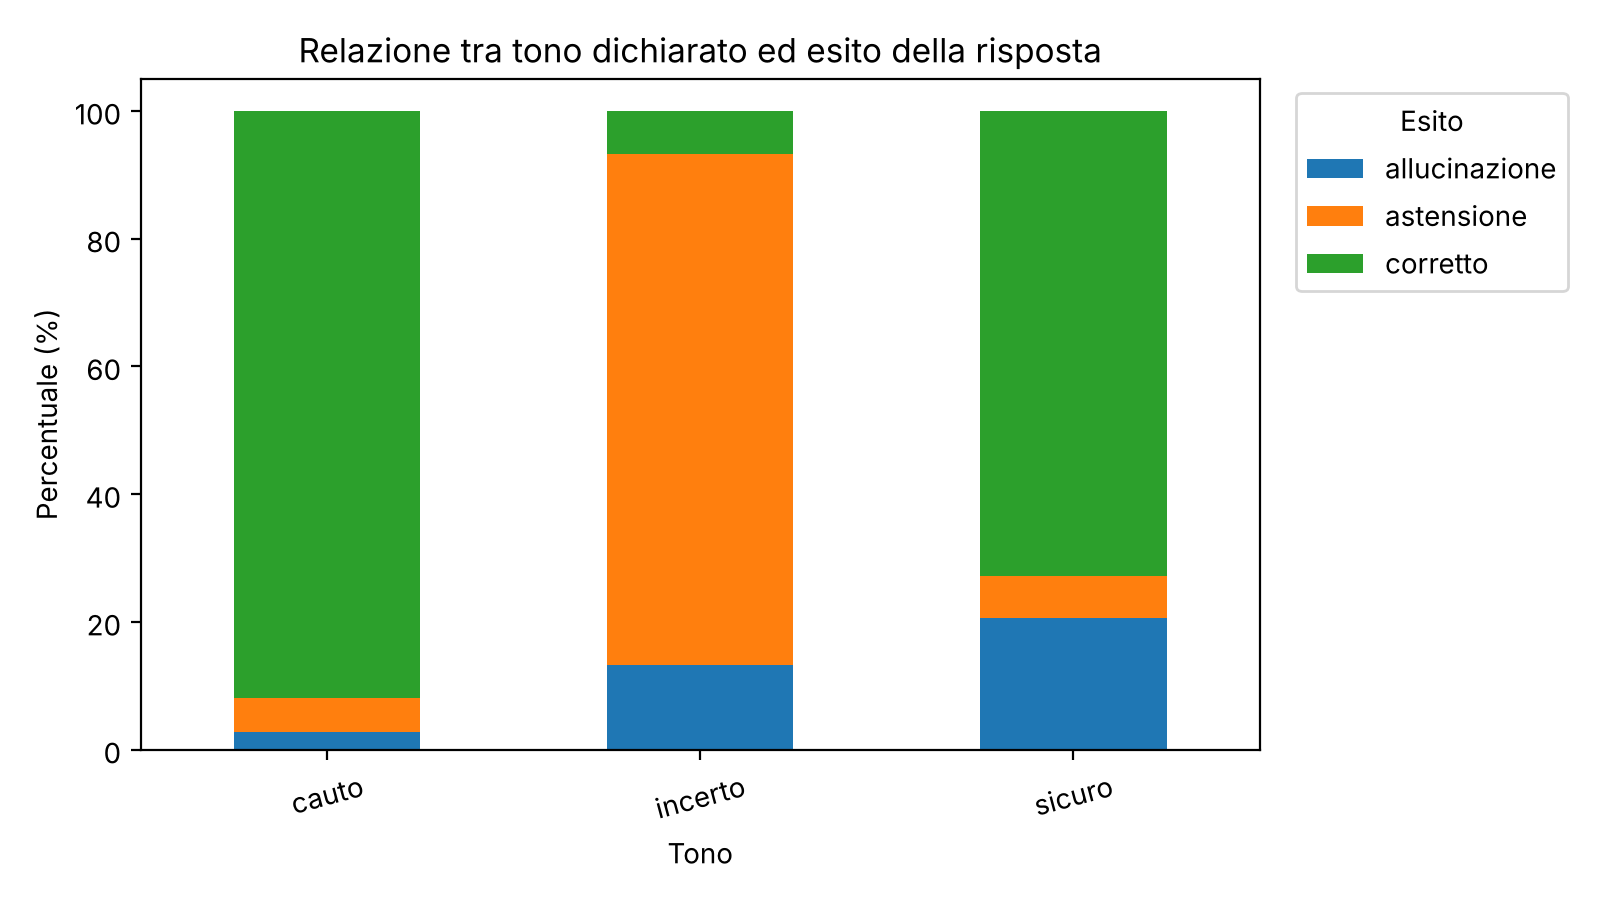 Relazione tra tono dichiarato ed esito della risposta
Esito
allucinazione
astensione
corretto
Percentuale (%)
100
80
60
40
20
0
cauto
incerto
sicuro
Tono